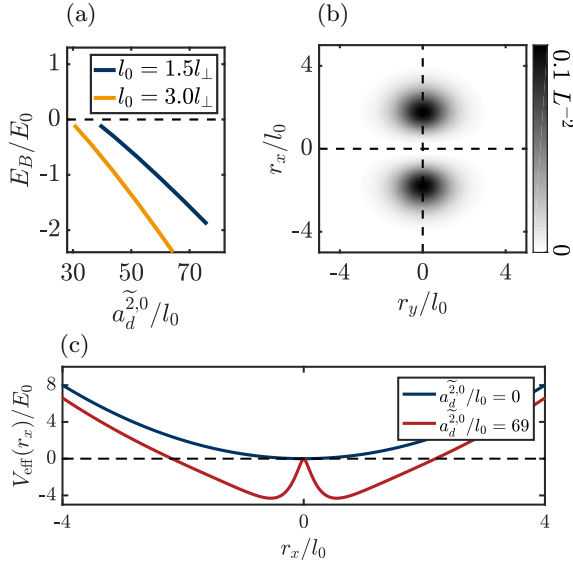 (a)
1
0
-1
-2
30
50
70
E_B/E_0
l_0 = 1.5l_⊥
l_0 = 3.0l_⊥
a_d^{\widetilde{2,0}}/l_0
(b)
4
0
-4
-4
0
4
r_x/l_0
r_y/l_0
0.1 L^{-2}
0
(c)
8
4
0
-4
-4
0
4
V_eff(r_x)/E_0
a_d^{\widetilde{2,0}}/l_0 = 0
a_d^{\widetilde{2,0}}/l_0 = 69
r_x/l_0